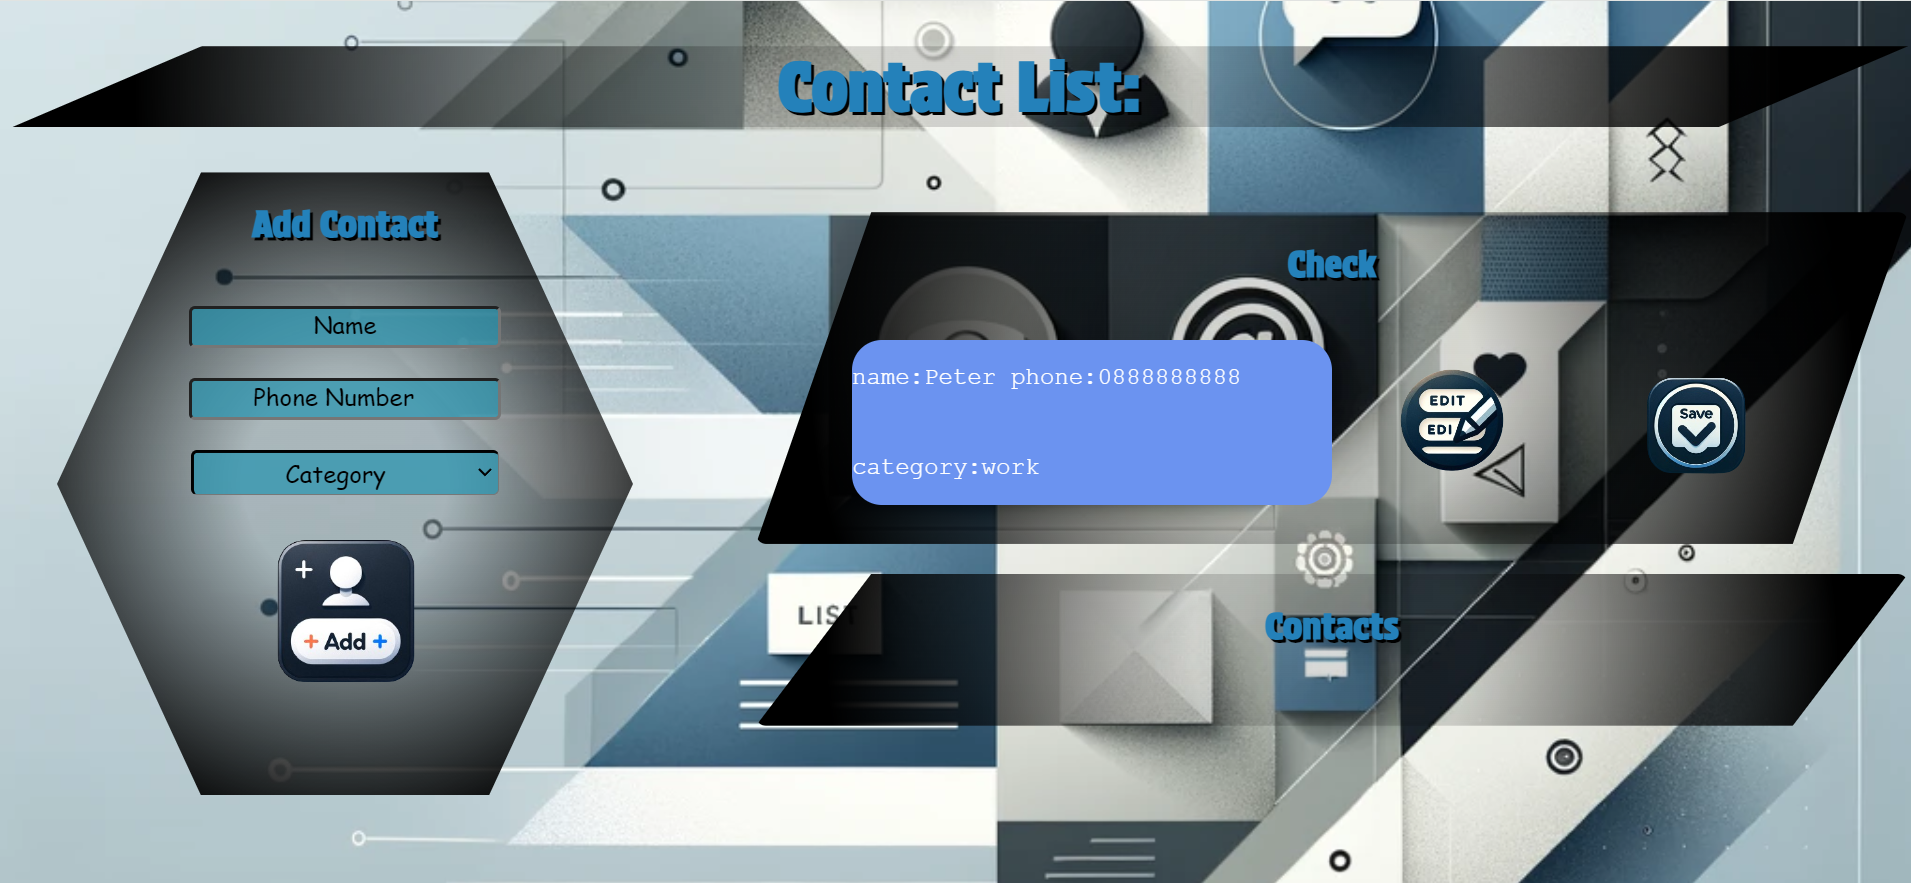 Contact List:
Add Contact
Name
Phone Number
Category
+ Add +
Check
name:Peter phone:0888888888
category:work
EDIT
EDI
Save
LIST
Contacts